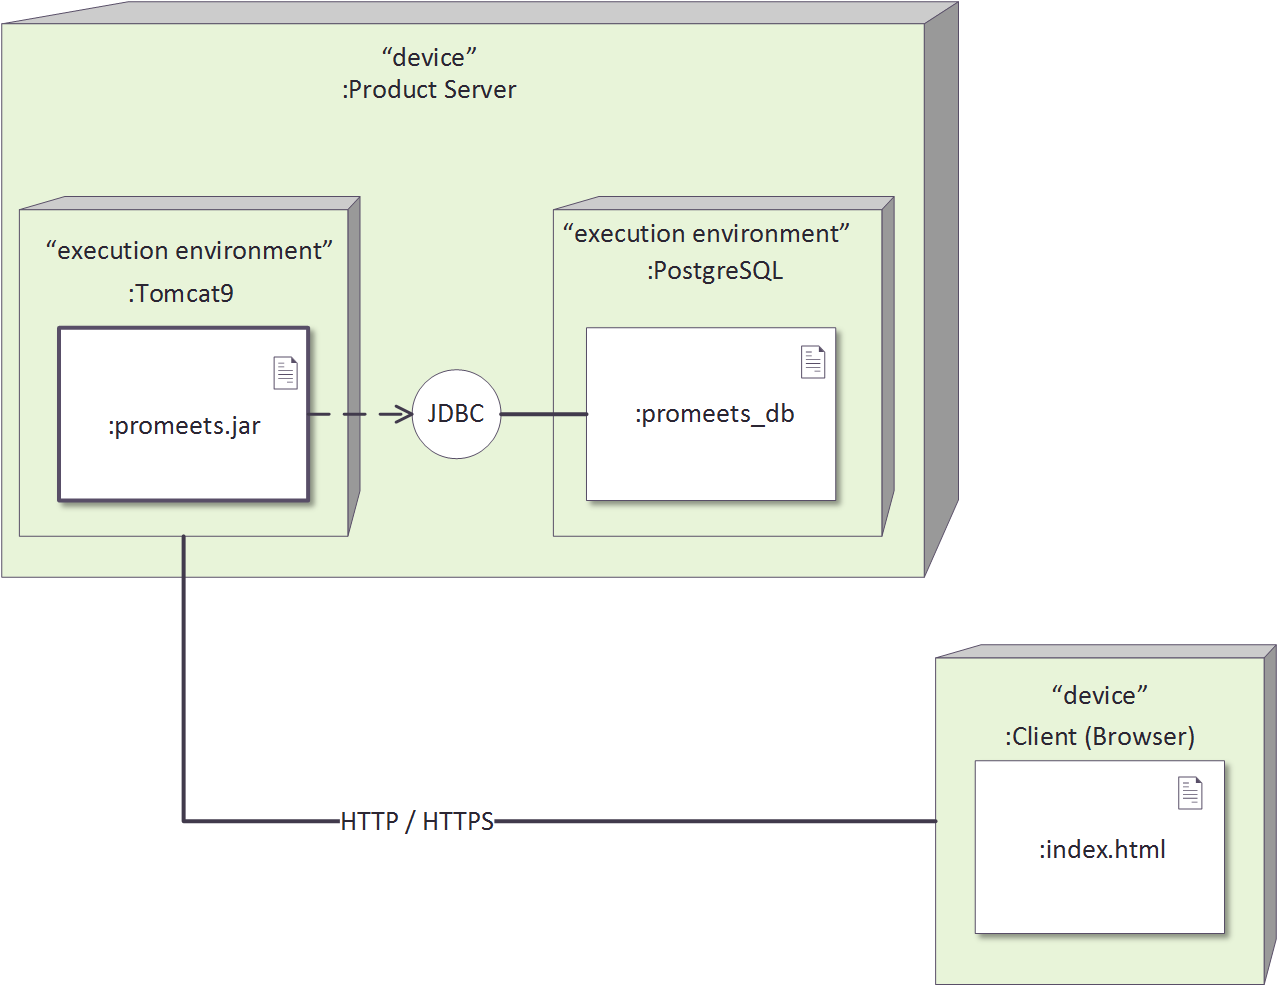 “device”
:Product Server
“execution environment”
:Tomcat9
:promeets.jar
JDBC
“execution environment”
:PostgreSQL
:promeets_db
HTTP / HTTPS
“device”
:Client (Browser)
:index.html